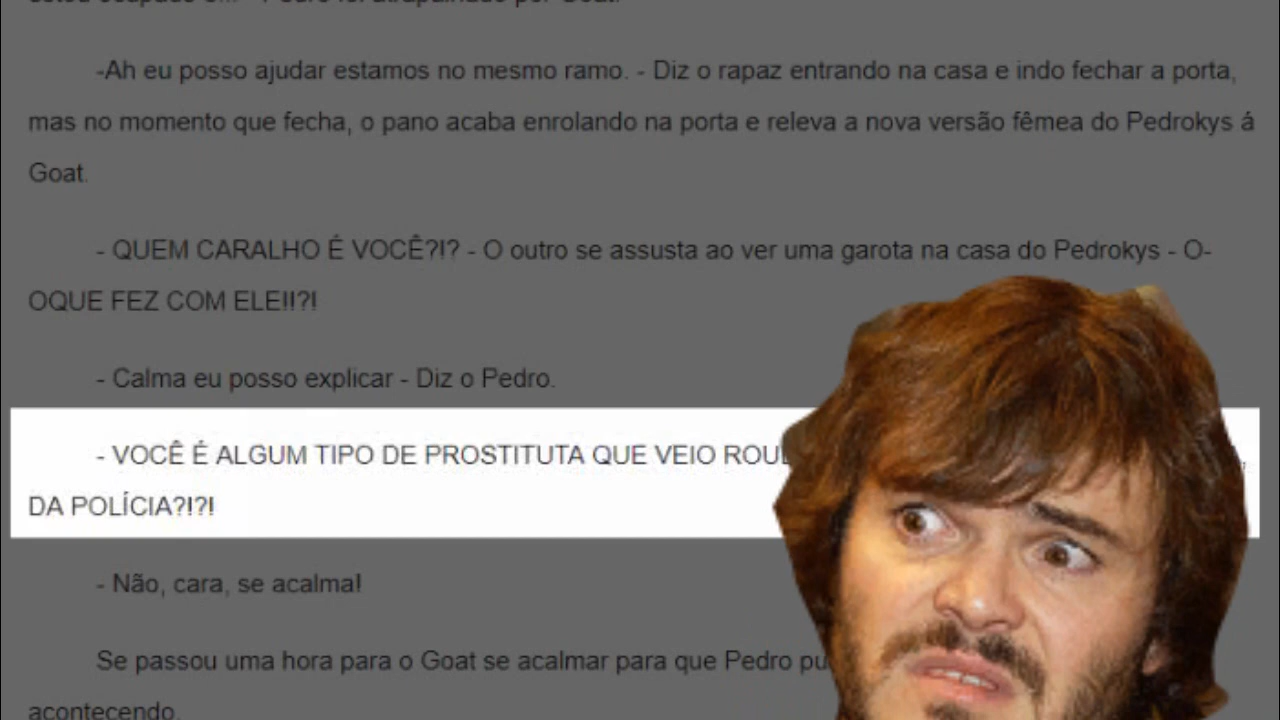 -Ah eu posso ajudar estamos no mesmo ramo. - Diz o rapaz entrando na casa e indo fechar a porta,
mas no momento que fecha, o pano acaba enrolando na porta e releva a nova versão fêmea do Pedrokys á
Goat.
- QUEM CARALHO É VOCÊ?!? - O outro se assusta ao ver uma garota na casa do Pedrokys - O-
OQUE FEZ COM ELE!!?!
- Calma eu posso explicar - Diz o Pedro.
- VOCÊ É ALGUM TIPO DE PROSTITUTA QUE VEIO
DA POLÍCIA?!?!
- Não, cara, se acalma!
Se passou uma hora para o Goat se acalmar para que Pedro
acontecendo.